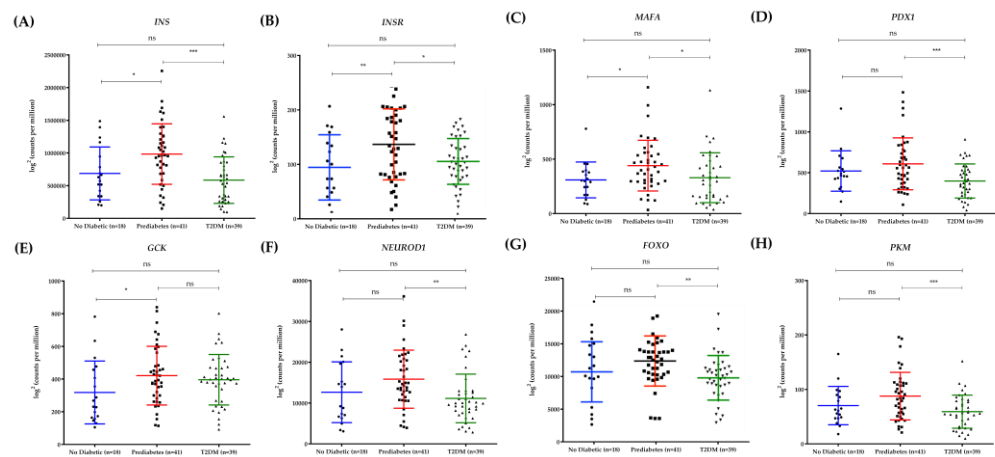 (A)
INS
ns
***
*
log² (counts per million)
2500000
2000000
1500000
1000000
500000
0
No Diabetic (n=18) Prediabetes (n=41) T2DM (n=39)
(B)
INSR
ns
**
*
log² (counts per million)
300
200
100
0
No Diabetic (n=18) Prediabetes (n=41) T2DM (n=39)
(C)
MAFA
ns
*
*
log² (counts per million)
1500
1000
500
0
No Diabetic (n=18) Prediabetes (n=41) T2DM (n=39)
(D)
PDX1
ns
ns
***
log² (counts per million)
2000
1500
1000
500
0
No Diabetic (n=18) Prediabetes (n=41) T2DM (n=39)
(E)
GCK
ns
*
ns
log² (counts per million)
1000
800
600
400
200
0
No Diabetic (n=18) Prediabetes (n=41) T2DM (n=39)
(F)
NEUROD1
ns
ns
**
log² (counts per million)
40000
30000
20000
10000
0
No Diabetic (n=18) Prediabetes (n=41) T2DM (n=39)
(G)
FOXO
ns
ns
**
log² (counts per million)
25000
20000
15000
10000
5000
0
No Diabetic (n=18) Prediabetes (n=41) T2DM (n=39)
(H)
PKM
ns
ns
***
log² (counts per million)
300
200
100
0
No Diabetic (n=18) Prediabetes (n=41) T2DM (n=39)